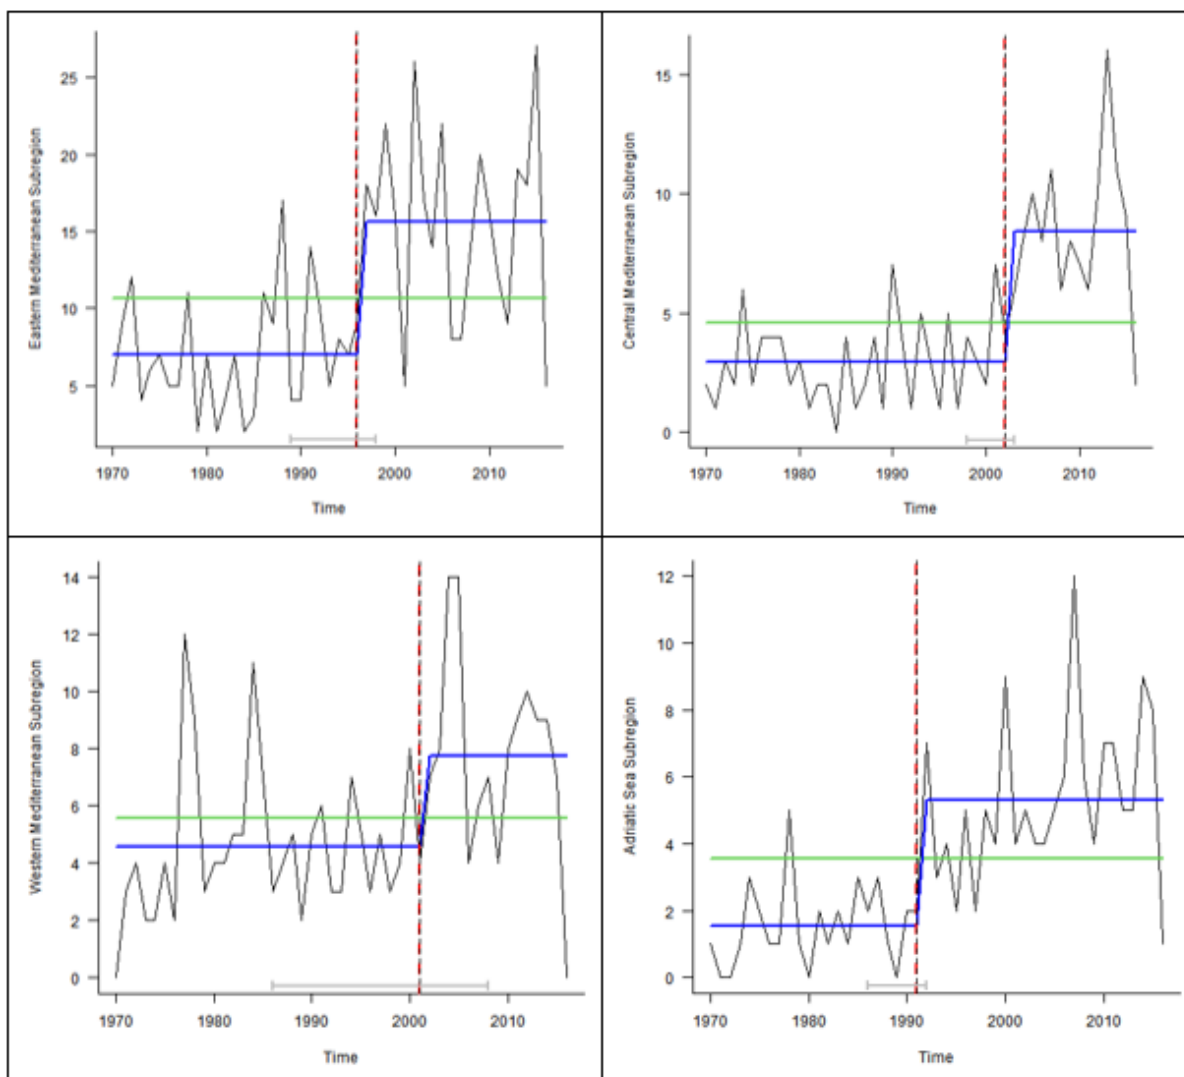 Eastern Mediterranean Subregion
25
20
15
10
5
1970 1980 1990 2000 2010
Time
Central Mediterranean Subregion
15
10
5
0
1970 1980 1990 2000 2010
Time
Western Mediterranean Subregion
14
12
10
8
6
4
2
0
1970 1980 1990 2000 2010
Time
Adriatic Sea Subregion
12
10
8
6
4
2
0
1970 1980 1990 2000 2010
Time